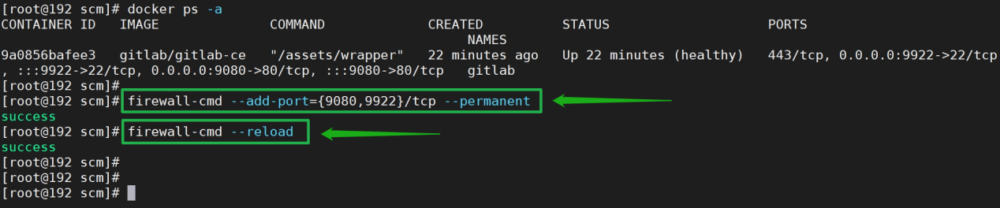 [root@192 scm]# docker ps -a
CONTAINER ID   IMAGE              COMMAND             CREATED          STATUS                    PORTS
NAMES
9a0856bafee3   gitlab/gitlab-ce   "/assets/wrapper"   22 minutes ago   Up 22 minutes (healthy)   443/tcp, 0.0.0.0:9922->22/tcp
, :::9922->22/tcp, 0.0.0.0:9080->80/tcp, :::9080->80/tcp   gitlab
[root@192 scm]#
[root@192 scm]# firewall-cmd --add-port={9080,9922}/tcp --permanent
success
[root@192 scm]# firewall-cmd --reload
success
[root@192 scm]#
[root@192 scm]#
[root@192 scm]#